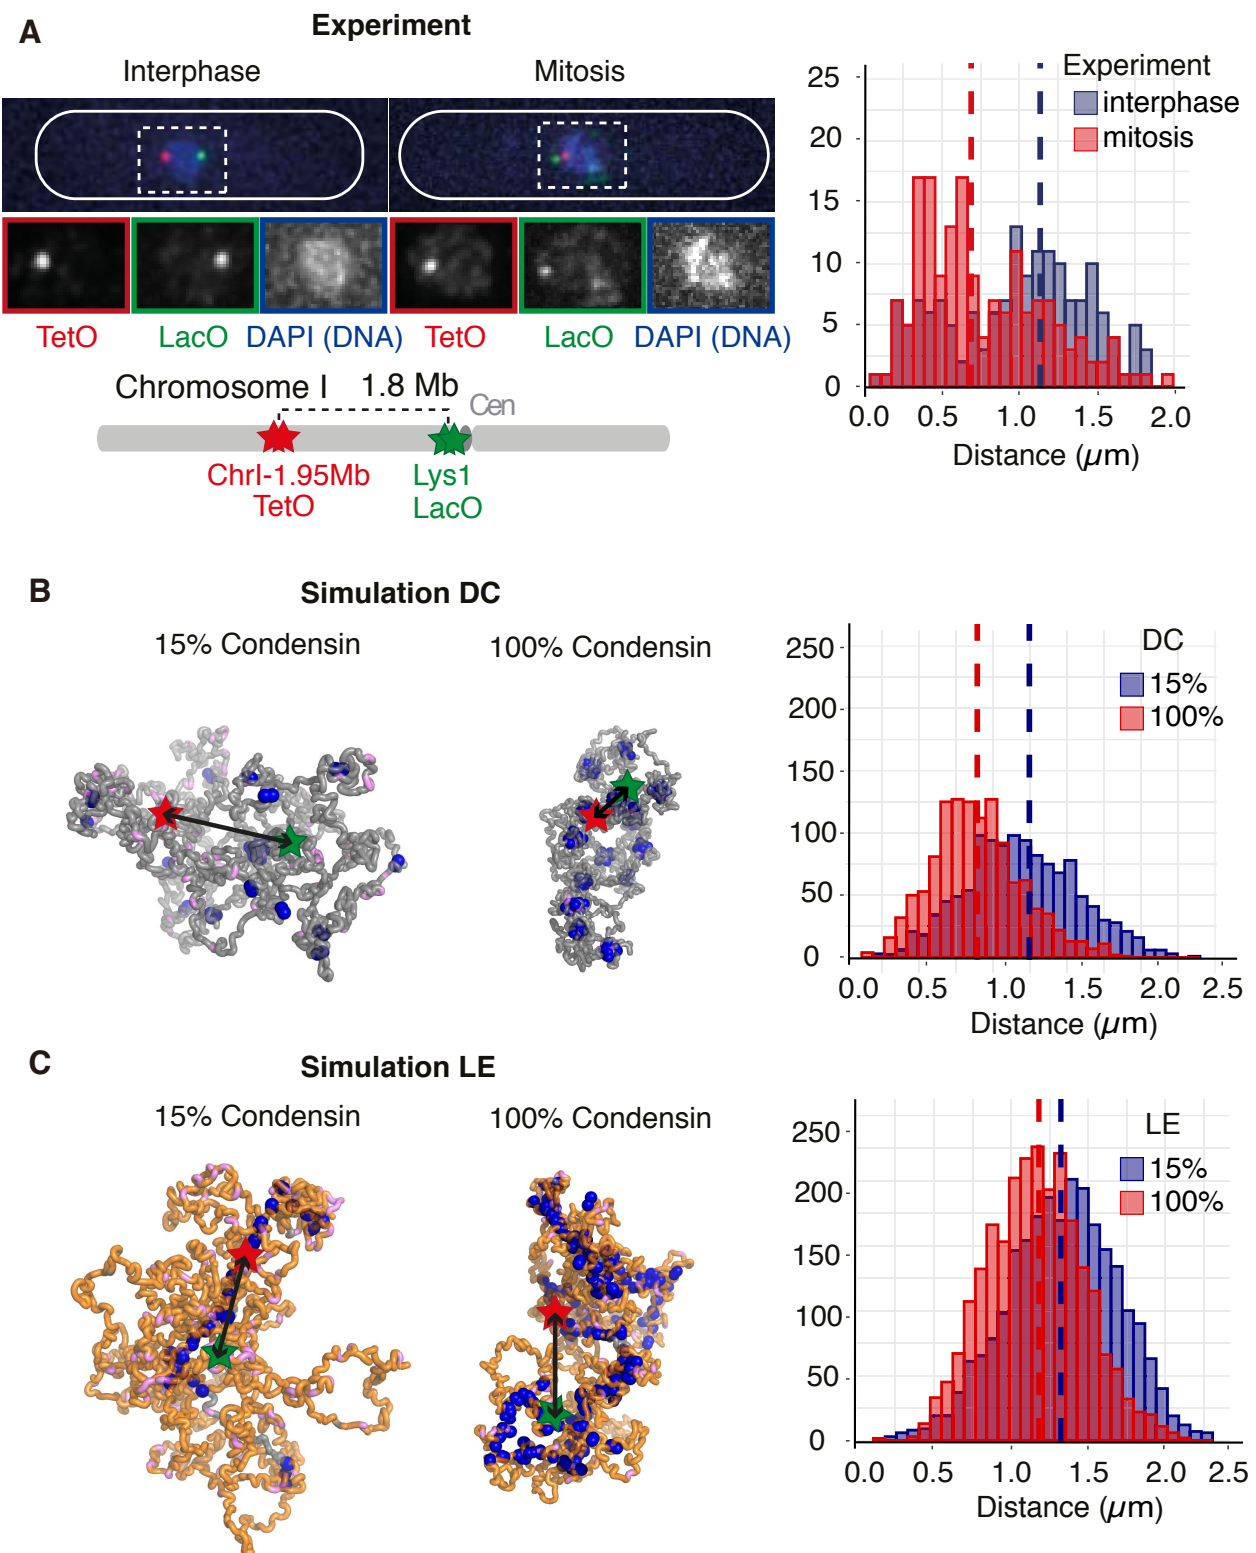 A
Experiment
Interphase
Mitosis
TetO
LacO
DAPI (DNA)
TetO
LacO
DAPI (DNA)
Chromosome I
1.8 Mb
Cen
ChrI-1.95Mb
TetO
Lys1
LacO
Experiment
interphase
mitosis
25
20
15
10
5
0
0.0 0.5 1.0 1.5 2.0
Distance (µm)
B
Simulation DC
15% Condensin
100% Condensin
DC
15%
100%
250
200
150
100
50
0
0.0 0.5 1.0 1.5 2.0 2.5
Distance (µm)
C
Simulation LE
15% Condensin
100% Condensin
LE
15%
100%
250
200
150
100
50
0
0.0 0.5 1.0 1.5 2.0 2.5
Distance (µm)